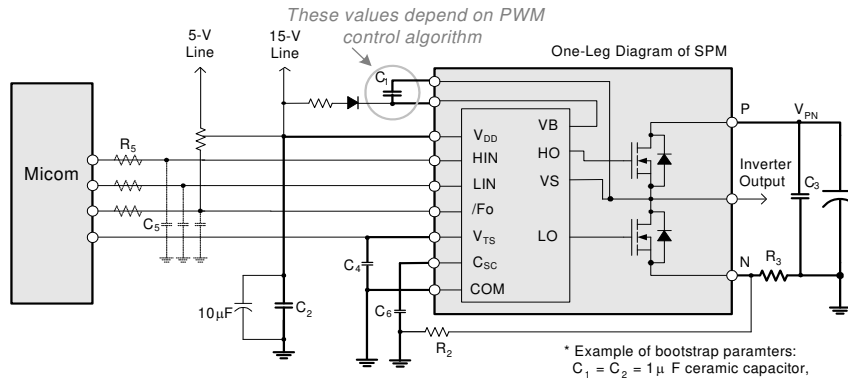 These values depend on PWM
control algorithm
5-V
Line
15-V
Line
C1
One-Leg Diagram of SPM
P
VPN
R5
Micom
VDD
VB
HIN
HO
LIN
VS
Inverter
Output
/Fo
C3
C5
VTS
LO
C4
CSC
N
R3
COM
10μF
C2
C6
R2
* Example of bootstrap paramters:
C1 = C2 = 1μ F ceramic capacitor,